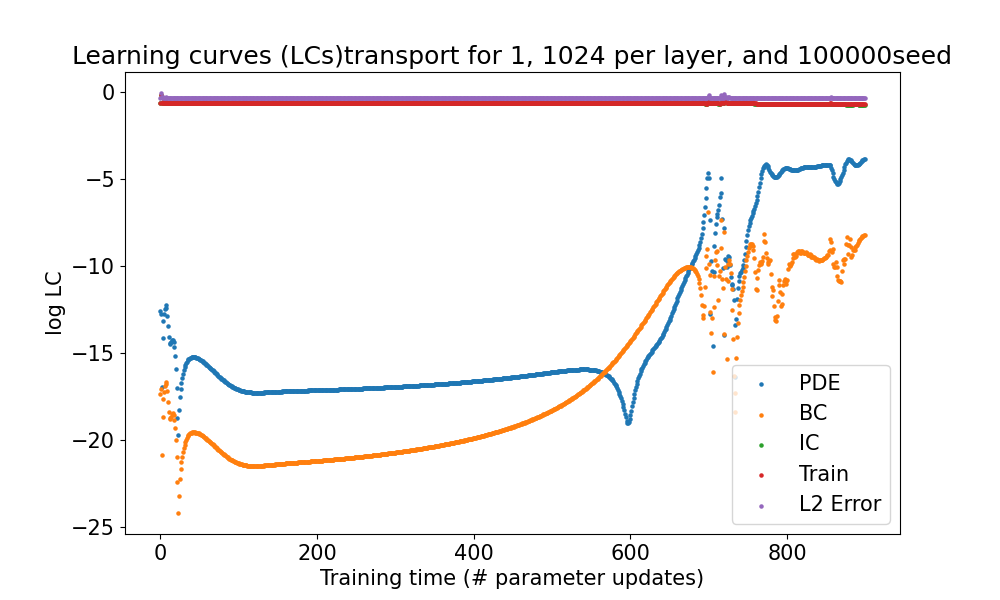 Learning curves (LCs)transport for 1, 1024 per layer, and 100000seed
log LC
0
−5
−10
−15
−20
−25
PDE
BC
IC
Train
L2 Error
0 200 400 600 800
Training time (# parameter updates)